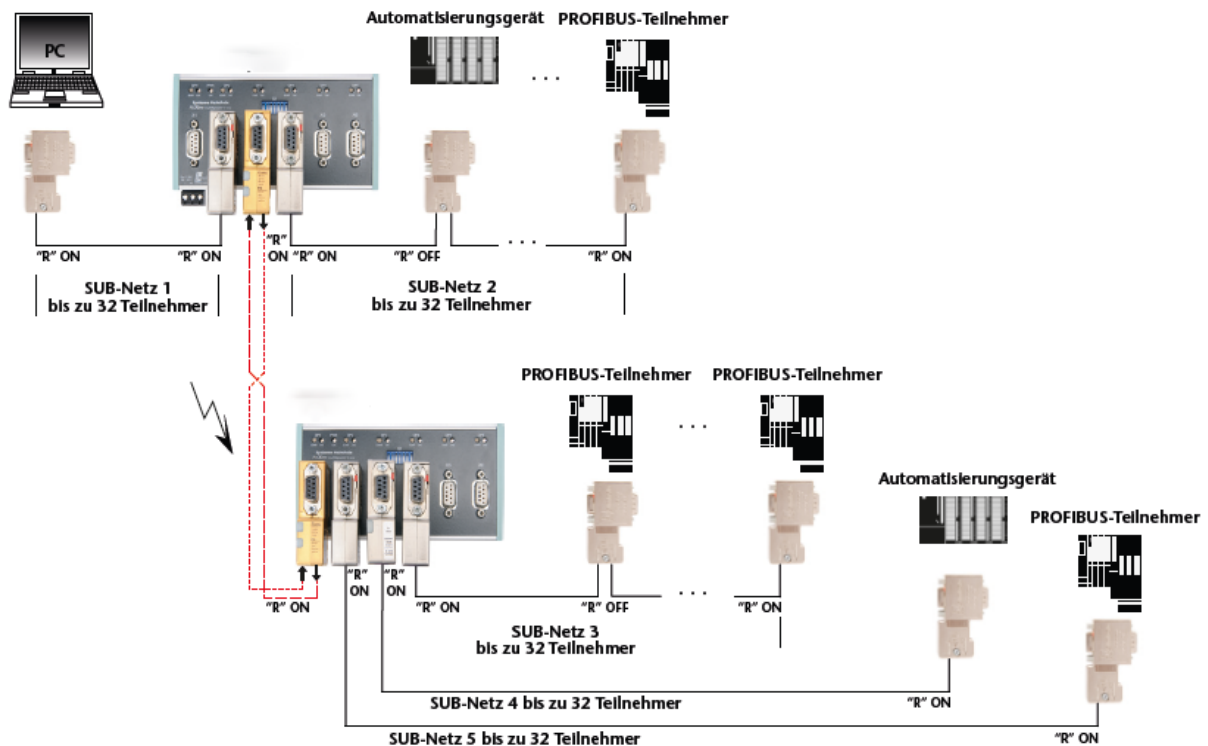 Automatisierungsgerät
PROFIBUS-Teilnehmer
PC
. . .
"R" ON
"R" ON
"R"
ON
"R" ON
"R" OFF
. . .
"R" ON
SUB-Netz 1
bis zu 32 Teilnehmer
SUB-Netz 2
bis zu 32 Teilnehmer
PROFIBUS-Teilnehmer
PROFIBUS-Teilnehmer
. . .
Automatisierungsgerät
PROFIBUS-Teilnehmer
"R" ON
"R"
ON
"R"
ON
"R" ON
"R" OFF
. . .
"R" ON
SUB-Netz 3
bis zu 32 Teilnehmer
SUB-Netz 4 bis zu 32 Teilnehmer
"R" ON
SUB-Netz 5 bis zu 32 Teilnehmer
"R" ON